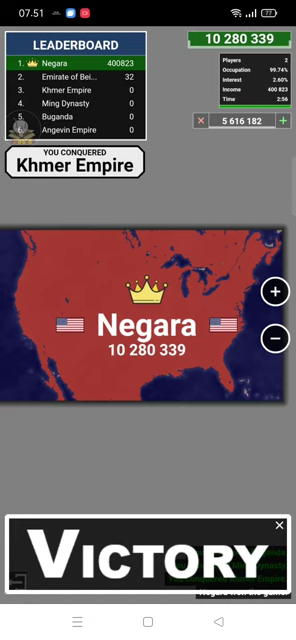 07.51
77
LEADERBOARD
1. Negara 400823
2. Emirate of Bei... 32
3. Khmer Empire 0
4. Ming Dynasty 0
5. Buganda 0
6. Angevin Empire 0
10 280 339
Players 2
Occupation 99.74%
Interest 2.60%
Income 400 823
Time 2:56
× 5 616 182 +
YOU CONQUERED
Khmer Empire
+
Negara
10 280 339
−
×
VICTORY